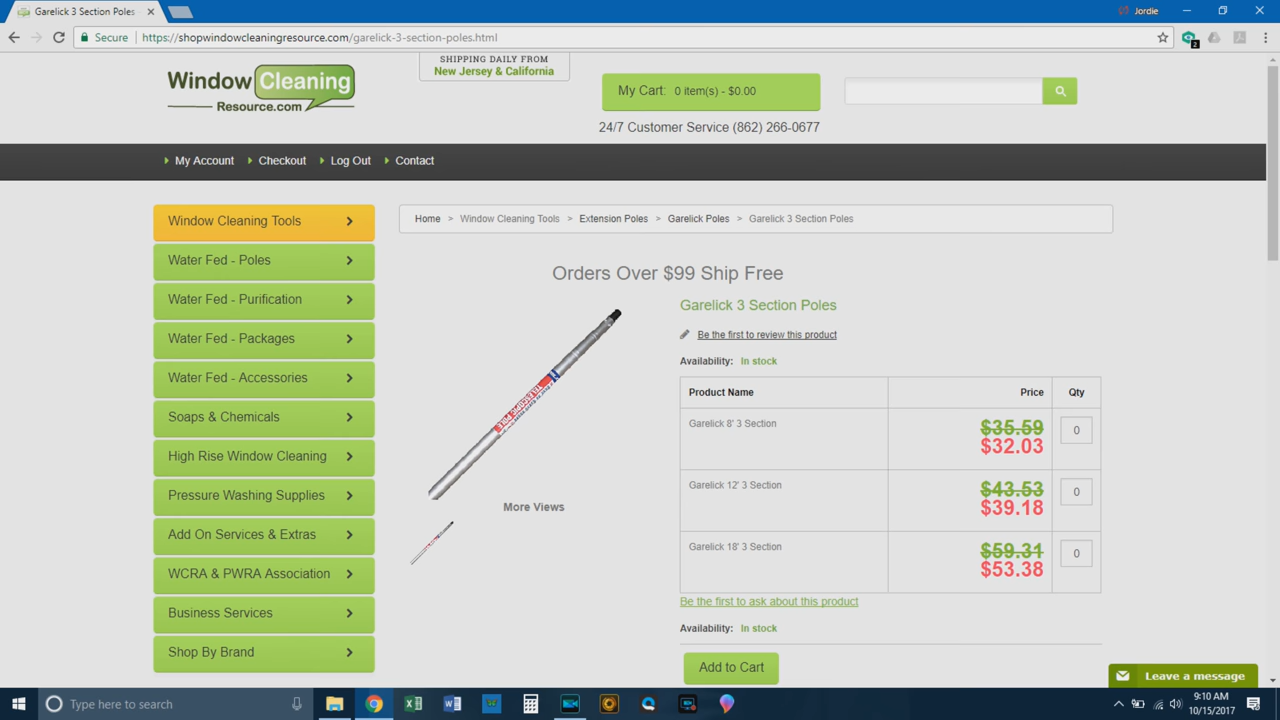 Garelick 3 Section Poles
Jordie
Secure
https://shopwindowcleaningresource.com/garelick-3-section-poles.html
2
Window Cleaning
Resource.com
SHIPPING DAILY FROM
New Jersey & California
My Cart: 0 item(s) - $0.00
24/7 Customer Service (862) 266-0677
My Account
Checkout
Log Out
Contact
Window Cleaning Tools
Water Fed - Poles
Water Fed - Purification
Water Fed - Packages
Water Fed - Accessories
Soaps & Chemicals
High Rise Window Cleaning
Pressure Washing Supplies
Add On Services & Extras
WCRA & PWRA Association
Business Services
Shop By Brand
Home > Window Cleaning Tools > Extension Poles > Garelick Poles > Garelick 3 Section Poles
Orders Over $99 Ship Free
More Views
Garelick 3 Section Poles
Be the first to review this product
Availability: In stock
Product Name Price Qty
Garelick 8' 3 Section $35.59 0
$32.03
Garelick 12' 3 Section $43.53 0
$39.18
Garelick 18' 3 Section $59.31 0
$53.38
Be the first to ask about this product
Availability: In stock
Add to Cart
Leave a message
Type here to search
9:10 AM
10/15/2017